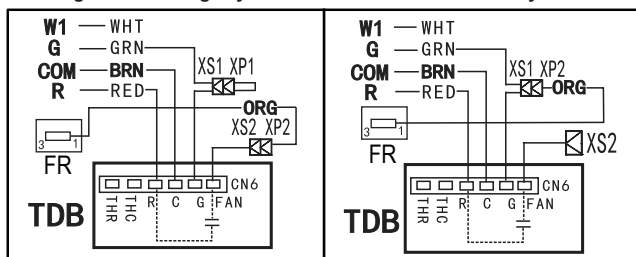 W1 WHT
G GRN
COM BRN
R RED
XS1 XP1
ORG
XS2 XP2
3 1
FR
CN6
TDB
THR THC R C G FAN
W1 WHT
G GRN
COM BRN
R RED
XS1 XP2
ORG
3 1
FR
XS2
CN6
TDB
THR THC R C G FAN